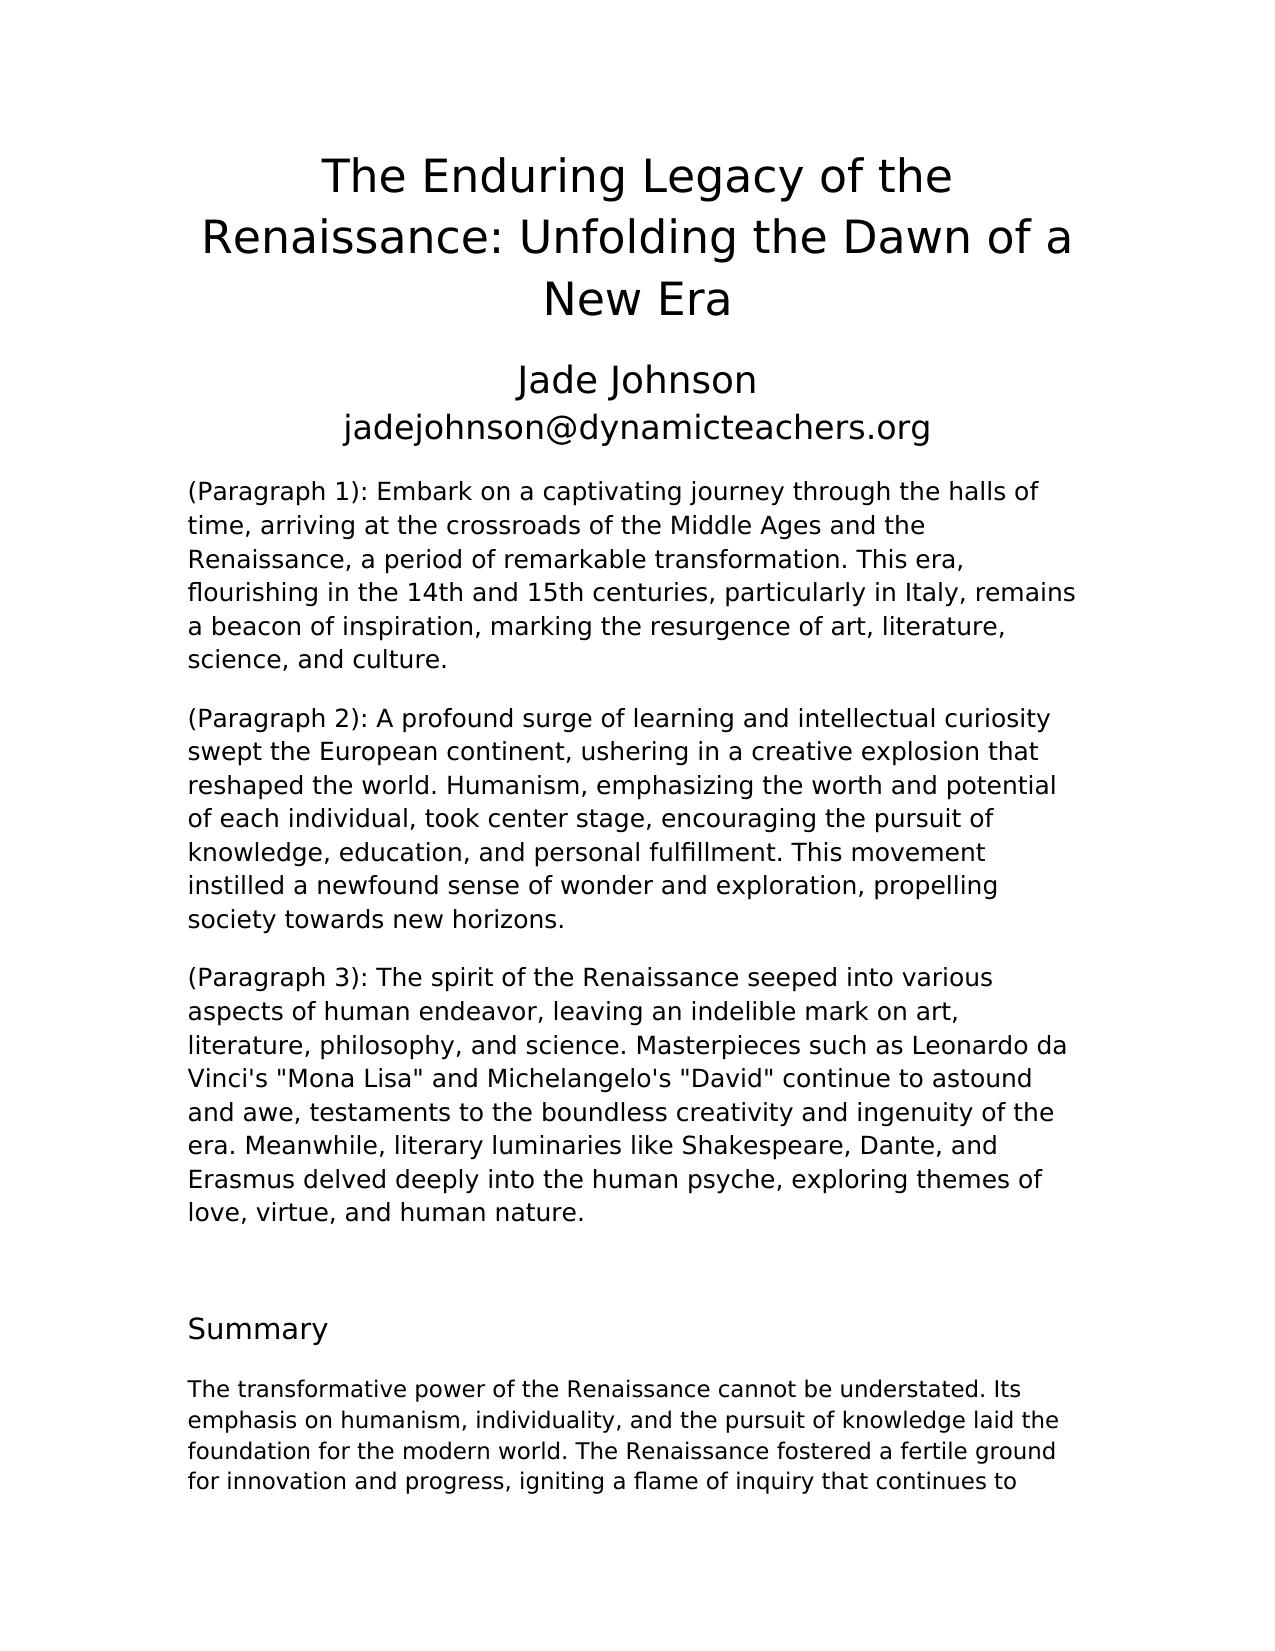 The Enduring Legacy of the
Renaissance: Unfolding the Dawn of a
New Era
Jade Johnson
jadejohnson@dynamicteachers.org
(Paragraph 1): Embark on a captivating journey through the halls of
time, arriving at the crossroads of the Middle Ages and the
Renaissance, a period of remarkable transformation. This era,
flourishing in the 14th and 15th centuries, particularly in Italy, remains
a beacon of inspiration, marking the resurgence of art, literature,
science, and culture.
(Paragraph 2): A profound surge of learning and intellectual curiosity
swept the European continent, ushering in a creative explosion that
reshaped the world. Humanism, emphasizing the worth and potential
of each individual, took center stage, encouraging the pursuit of
knowledge, education, and personal fulfillment. This movement
instilled a newfound sense of wonder and exploration, propelling
society towards new horizons.
(Paragraph 3): The spirit of the Renaissance seeped into various
aspects of human endeavor, leaving an indelible mark on art,
literature, philosophy, and science. Masterpieces such as Leonardo da
Vinci's "Mona Lisa" and Michelangelo's "David" continue to astound
and awe, testaments to the boundless creativity and ingenuity of the
era. Meanwhile, literary luminaries like Shakespeare, Dante, and
Erasmus delved deeply into the human psyche, exploring themes of
love, virtue, and human nature.
Summary
The transformative power of the Renaissance cannot be understated. Its
emphasis on humanism, individuality, and the pursuit of knowledge laid the
foundation for the modern world. The Renaissance fostered a fertile ground
for innovation and progress, igniting a flame of inquiry that continues to